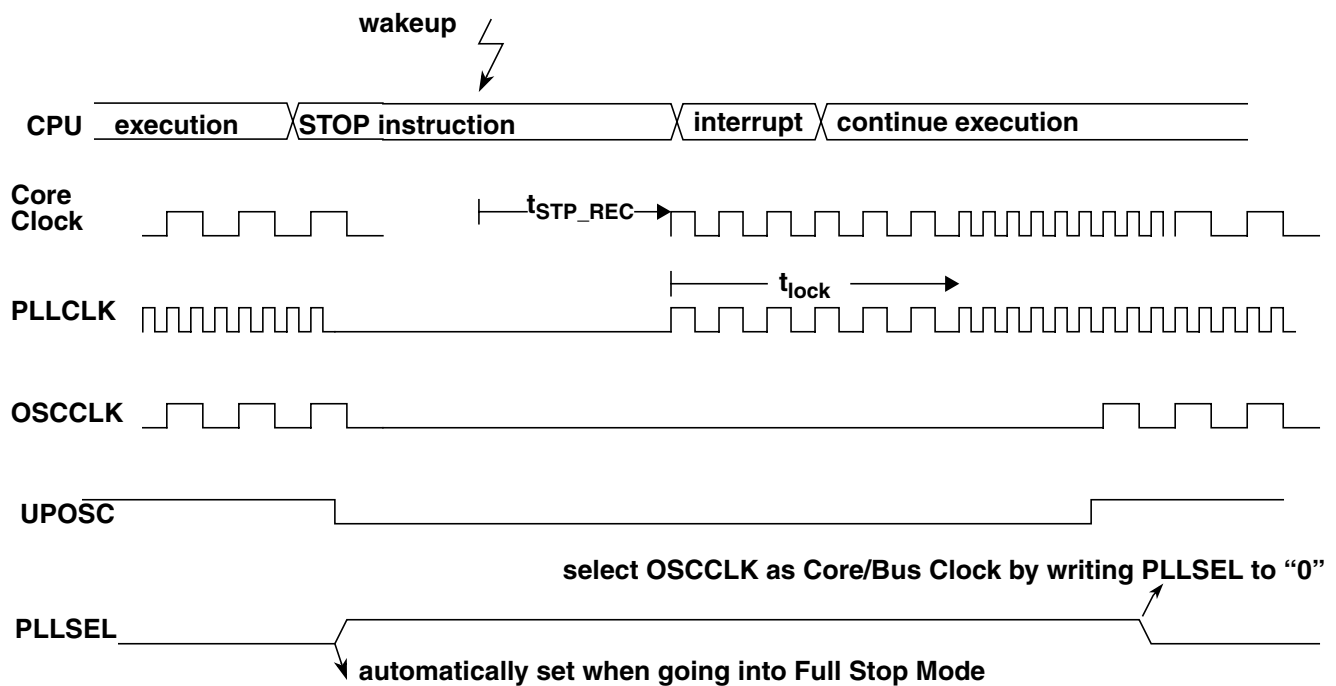 wakeup
CPU execution STOP instruction interrupt continue execution
Core
Clock
tSTP_REC
tlock
PLLCLK
OSCCLK
UPOSC
select OSCCLK as Core/Bus Clock by writing PLLSEL to “0”
PLLSEL
automatically set when going into Full Stop Mode